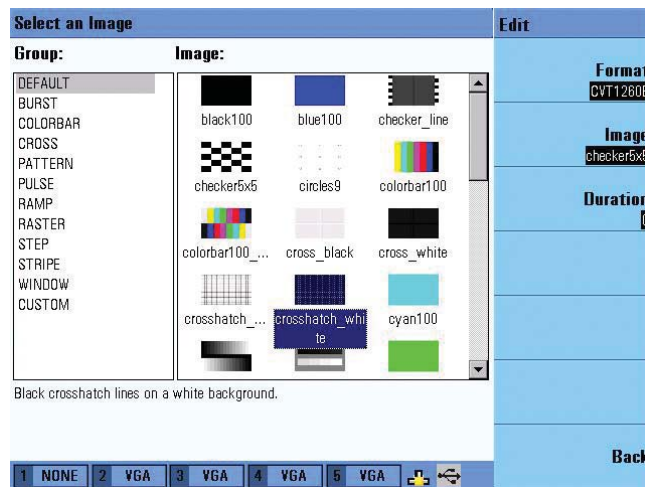 Select an Image
Edit
Group:
Image:
DEFAULT
BURST
COLORBAR
CROSS
PATTERN
PULSE
RAMP
RASTER
STEP
STRIPE
WINDOW
CUSTOM
black100 blue100 checker_line
checker5x5 circles9 colorbar100
colorbar100_... cross_black cross_white
crosshatch_... crosshatch_whi cyan100
te
Black crosshatch lines on a white background.
Format
CVT1260E
Image
checker5x5
Duration
Back
1 NONE 2 VGA 3 VGA 4 VGA 5 VGA